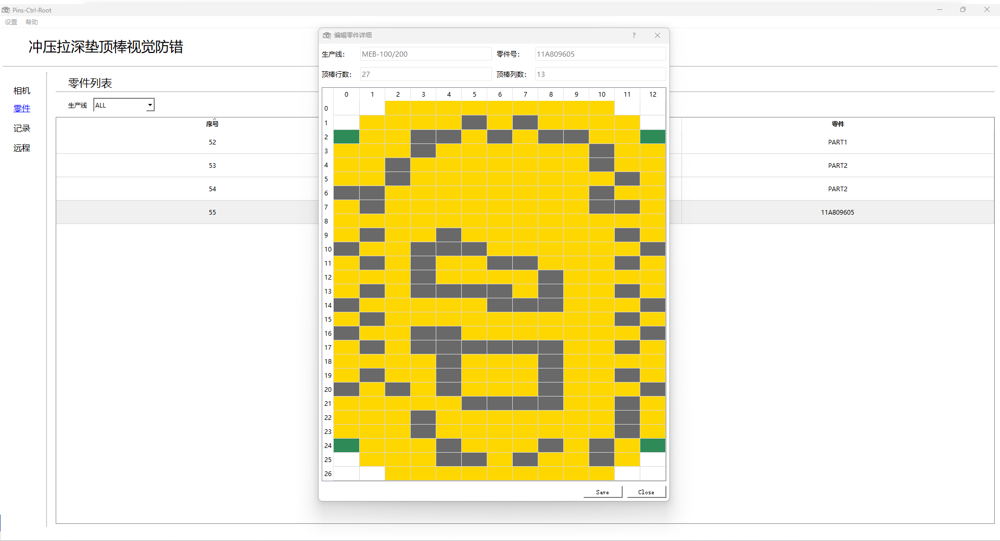 Pins-Ctrl-Root
设置 帮助
冲压拉深垫顶棒视觉防错
相机
零件
记录
远程
零件列表
生产线 ALL
序号 零件
52 PART1
53 PART2
54 PART2
55 11A809605
编辑零件详细 ?
生产线: MEB-100/200 零件号: 11A809605
顶棒行数: 27 顶棒列数: 13
0 1 2 3 4 5 6 7 8 9 10 11 12
0
1
2
3
4
5
6
7
8
9
10
11
12
13
14
15
16
17
18
19
20
21
22
23
24
25
26
Save Close